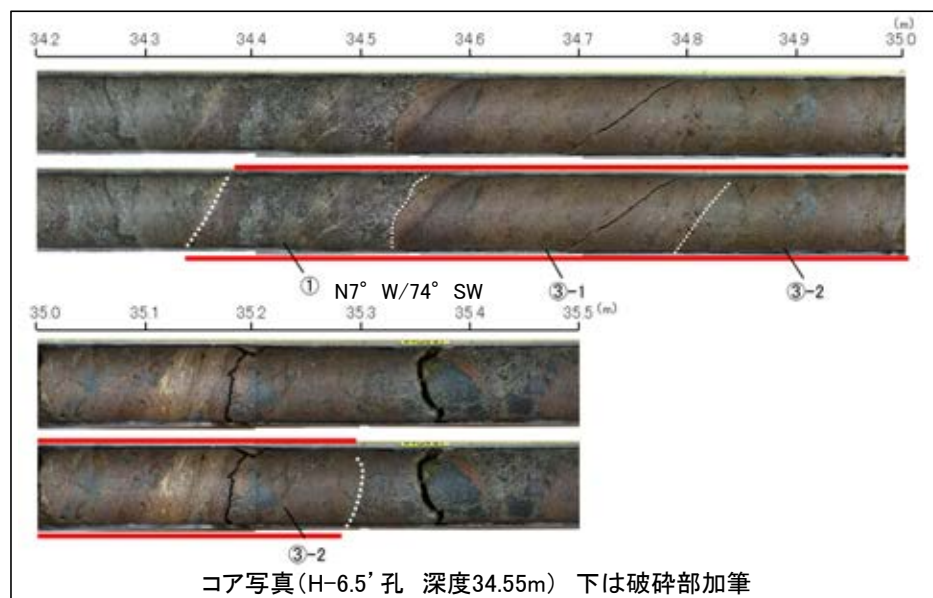 (m)
34.2 34.3 34.4 34.5 34.6 34.7 34.8 34.9 35.0
① N7° W/74° SW ③-1 ③-2
35.0 35.1 35.2 35.3 35.4 35.5 (m)
③-2
コア写真(H-6.5’孔 深度34.55m) 下は破砕部加筆